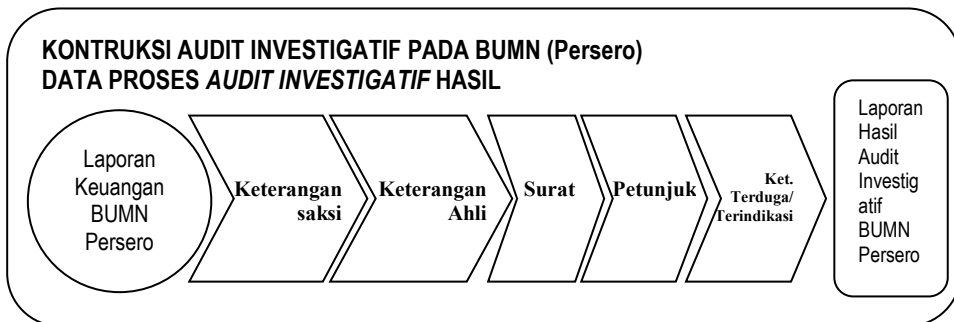 KONTRUKSI AUDIT INVESTIGATIF PADA BUMN (Persero)
DATA PROSES AUDIT INVESTIGATIF HASIL
Laporan
Keuangan
BUMN
Persero
Keterangan
saksi
Keterangan
Ahli
Surat
Petunjuk
Ket.
Terduga/
Terindikasi
Laporan
Hasil
Audit
Investig
atif
BUMN
Persero